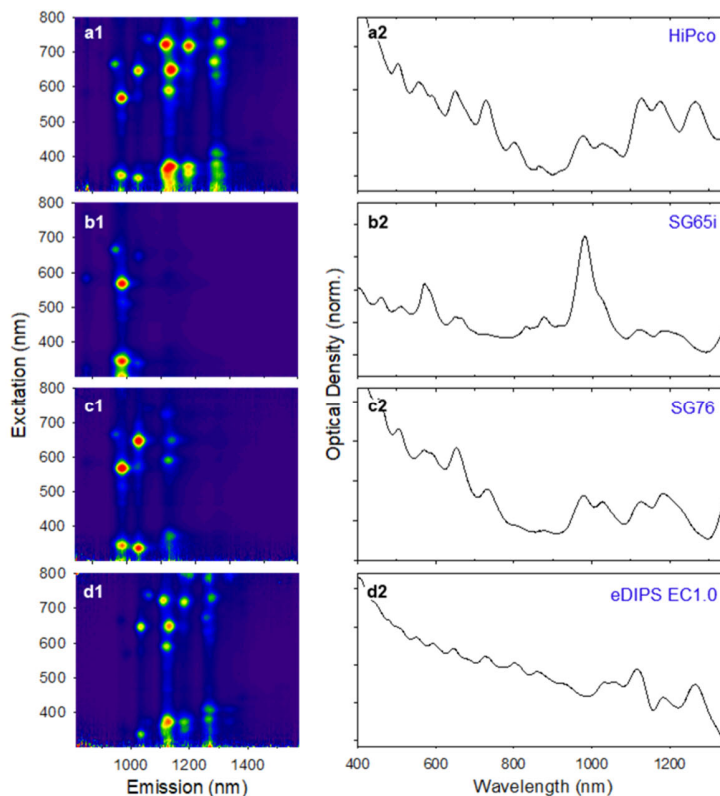 a1
800
700
600
500
400
b1
800
700
600
500
400
c1
800
700
600
500
400
d1
800
700
600
500
400
1000 1200 1400
Excitation (nm)
Emission (nm)
a2 HiPco
b2 SG65i
c2 SG76
d2 eDIPS EC1.0
Optical Density (norm.)
400 600 800 1000 1200
Wavelength (nm)